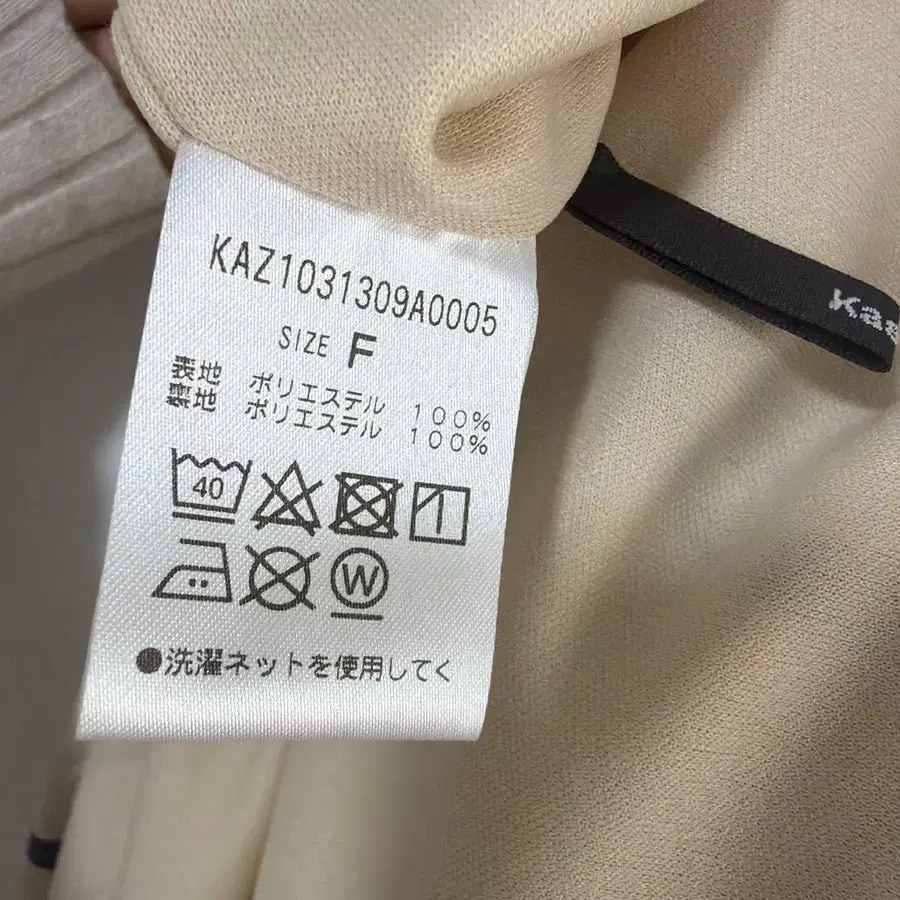 KAZ1031309A0005
SIZE F
表地 ポリエステル 100%
裏地 ポリエステル 100%
40
W
●洗濯ネットを使用してく